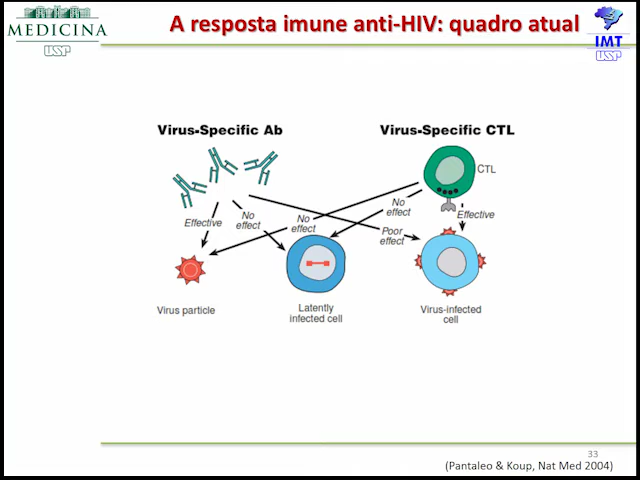 MEDICINA
USP
A resposta imune anti-HIV: quadro atual
IMT
USP
Virus-Specific Ab
Virus-Specific CTL
CTL
Effective
No
effect
No
effect
No
effect
Effective
Poor
effect
Virus particle
Latently
infected cell
Virus-infected
cell
33
(Pantaleo & Koup, Nat Med 2004)